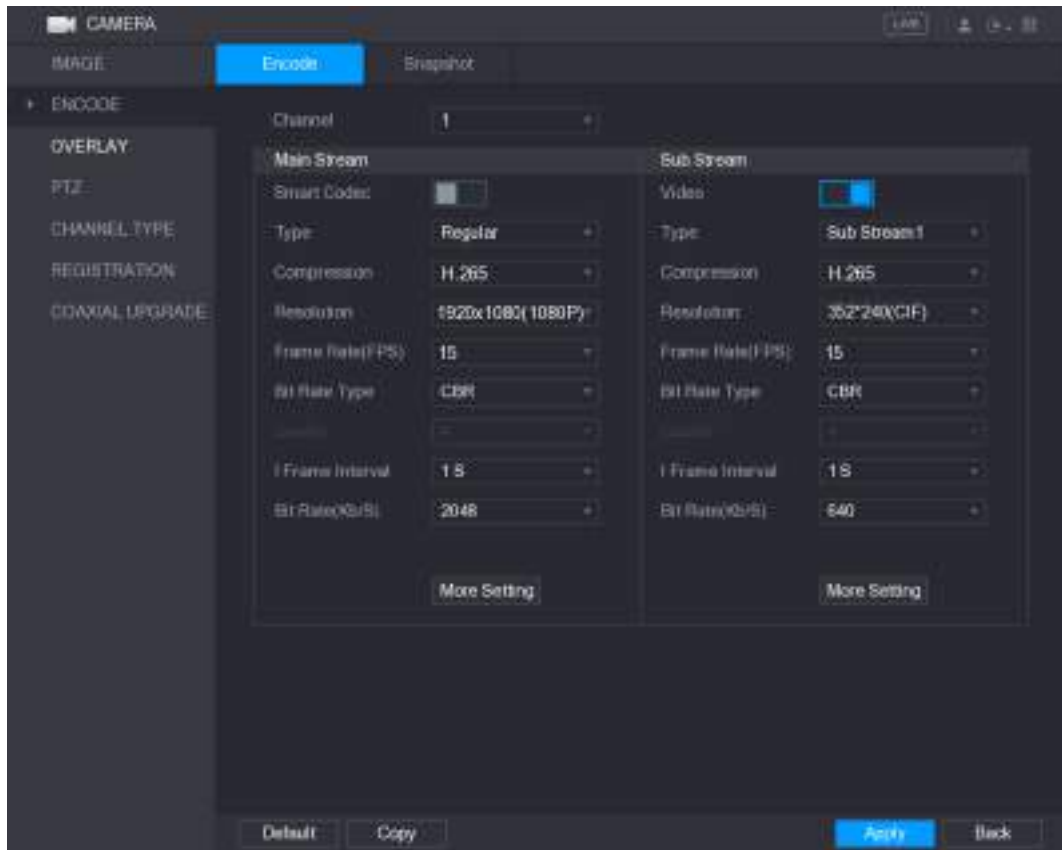 CAMERA LIVE
IMAGE Encode Snapshot
ENCODE
Channel 1
OVERLAY
Main Stream Sub Stream
PTZ
Smart Codec Video
CHANNEL TYPE
Type Regular Type Sub Stream1
REGISTRATION
Compression H.265 Compression H.265
COAXIAL UPGRADE
Resolution 1920x1080(1080P) Resolution 352*240(CIF)
Frame Rate(FPS) 15 Frame Rate(FPS) 15
Bit Rate Type CBR Bit Rate Type CBR
I Frame Interval 1 S I Frame Interval 1 S
Bit Rate(Kb/S) 2048 Bit Rate(Kb/S) 640
More Setting More Setting
Default Copy Apply Back